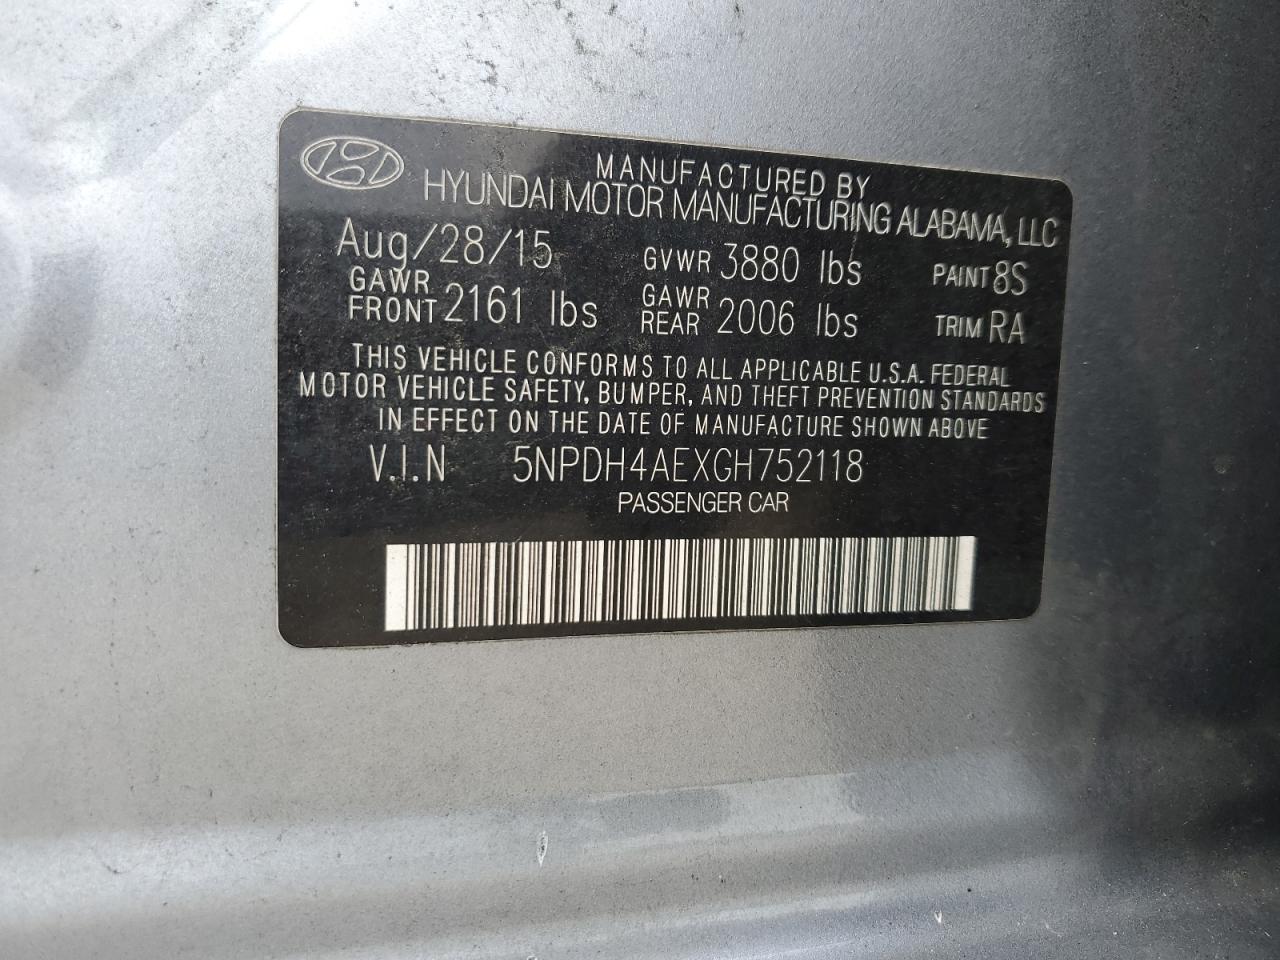 MANUFACTURED BY
HYUNDAI MOTOR MANUFACTURING ALABAMA, LLC
Aug/28/15 GVWR 3880 lbs PAINT 8S
GAWR FRONT 2161 lbs GAWR REAR 2006 lbs TRIM RA
THIS VEHICLE CONFORMS TO ALL APPLICABLE U.S.A. FEDERAL
MOTOR VEHICLE SAFETY, BUMPER, AND THEFT PREVENTION STANDARDS
IN EFFECT ON THE DATE OF MANUFACTURE SHOWN ABOVE
V.I.N 5NPDH4AEXGH752118
PASSENGER CAR